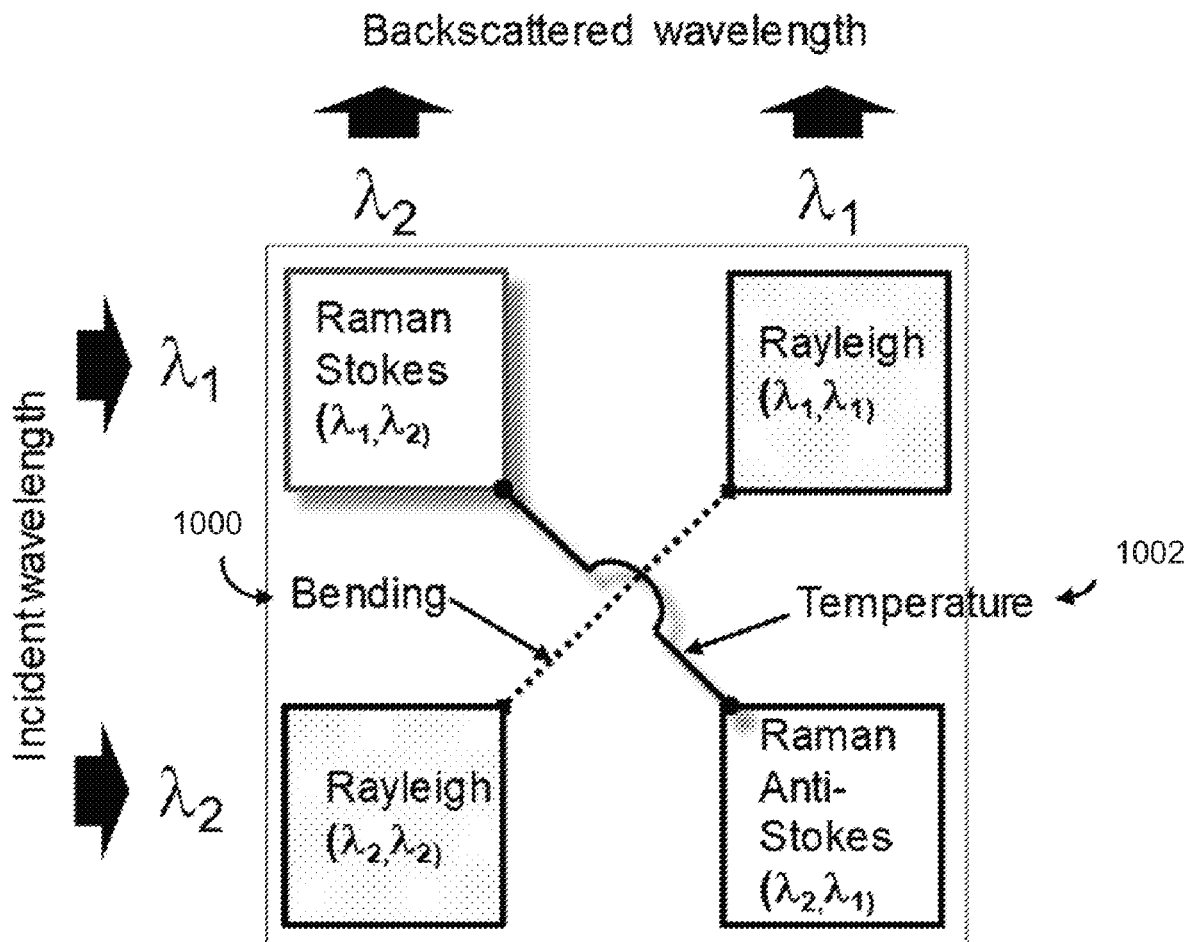 Backscattered wavelength
λ2
λ1
Raman
Stokes
(λ1,λ2)
Rayleigh
(λ1,λ1)
λ1
Incident wavelength
1000
1002
Bending
Temperature
λ2
Rayleigh
(λ2,λ2)
Raman
Anti-
Stokes
(λ2,λ1)